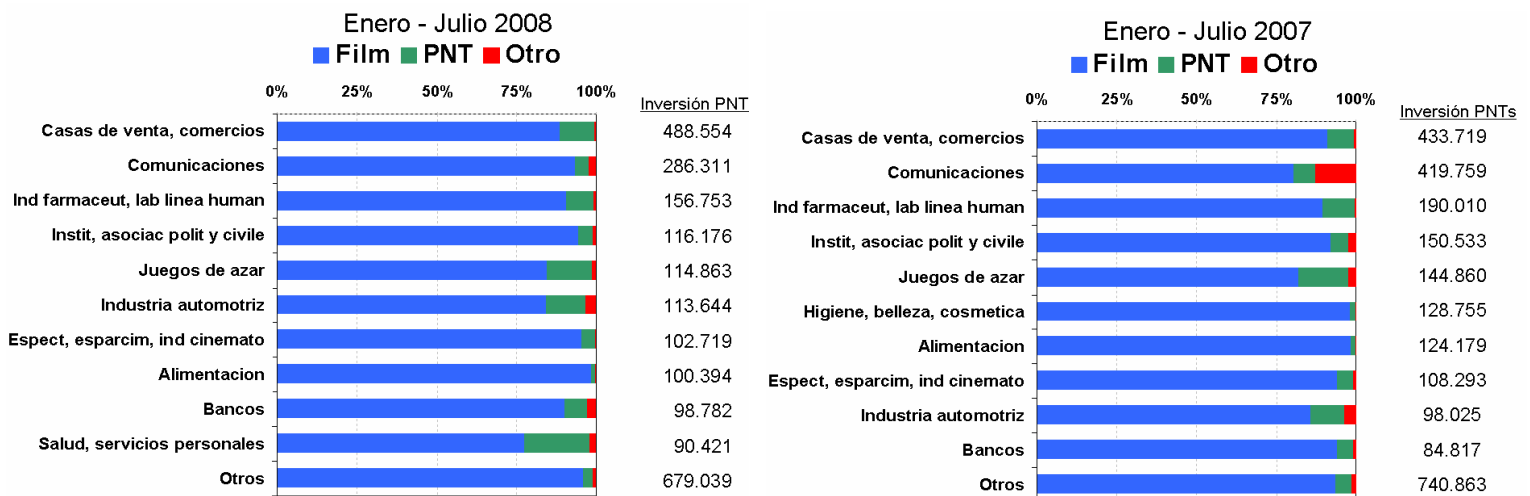 Enero - Julio 2008
Film PNT Otro
0% 25% 50% 75% 100%
Inversión PNT
Casas de venta, comercios 488.554
Comunicaciones 286.311
Ind farmaceut, lab linea human 156.753
Instit, asociac polit y civile 116.176
Juegos de azar 114.863
Industria automotriz 113.644
Espect, esparcim, ind cinemato 102.719
Alimentacion 100.394
Bancos 98.782
Salud, servicios personales 90.421
Otros 679.039
Enero - Julio 2007
Film PNT Otro
0% 25% 50% 75% 100%
Inversión PNTs
Casas de venta, comercios 433.719
Comunicaciones 419.759
Ind farmaceut, lab linea human 190.010
Instit, asociac polit y civile 150.533
Juegos de azar 144.860
Higiene, belleza, cosmetica 128.755
Alimentacion 124.179
Espect, esparcim, ind cinemato 108.293
Industria automotriz 98.025
Bancos 84.817
Otros 740.863